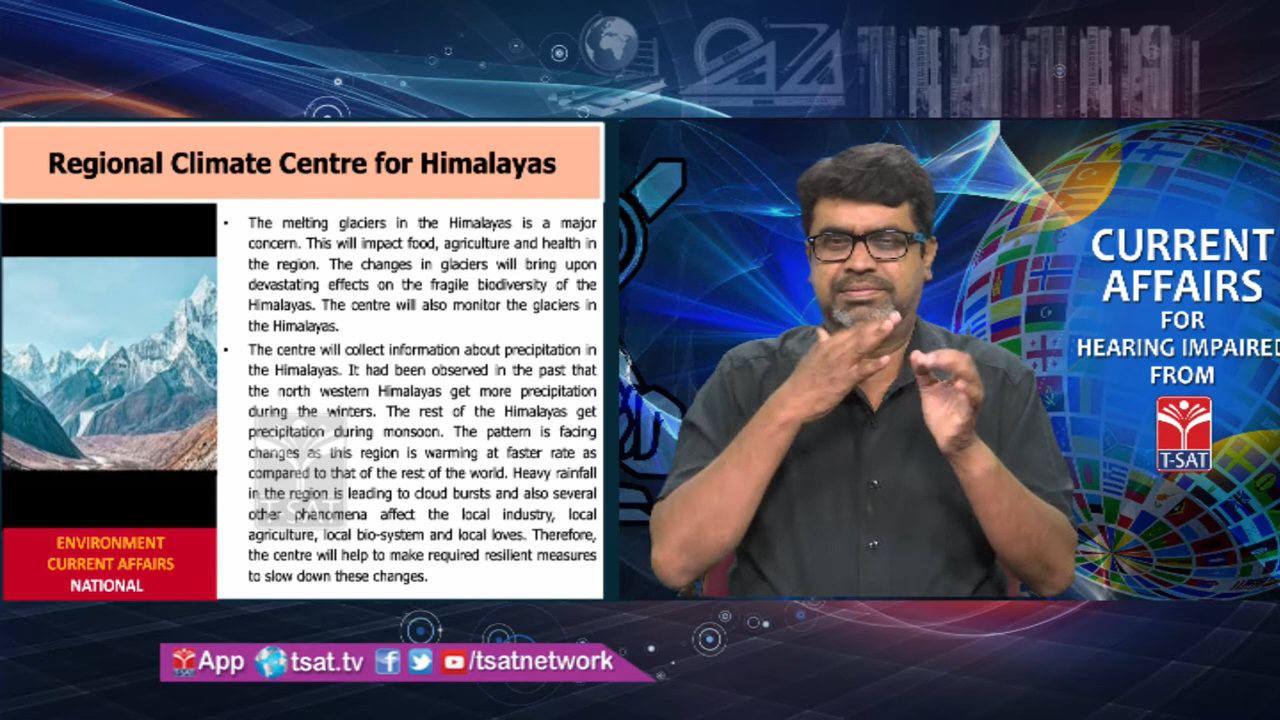 Regional Climate Centre for Himalayas
• The melting glaciers in the Himalayas is a major
concern. This will impact food, agriculture and health in
the region. The changes in glaciers will bring upon
devastating effects on the fragile biodiversity of the
Himalayas. The centre will also monitor the glaciers in
the Himalayas.
• The centre will collect information about precipitation in
the Himalayas. It had been observed in the past that
the north western Himalayas get more precipitation
during the winters. The rest of the Himalayas get
precipitation during monsoon. The pattern is facing
changes as this region is warming at faster rate as
compared to that of the rest of the world. Heavy rainfall
in the region is leading to cloud bursts and also several
other phenomena affect the local industry, local
agriculture, local bio-system and local loves. Therefore,
the centre will help to make required resilient measures
to slow down these changes.
T-SAT
ENVIRONMENT
CURRENT AFFAIRS
NATIONAL
CURRENT
AFFAIRS
FOR
HEARING IMPAIRED
FROM
T-SAT
App tsat.tv /tsatnetwork